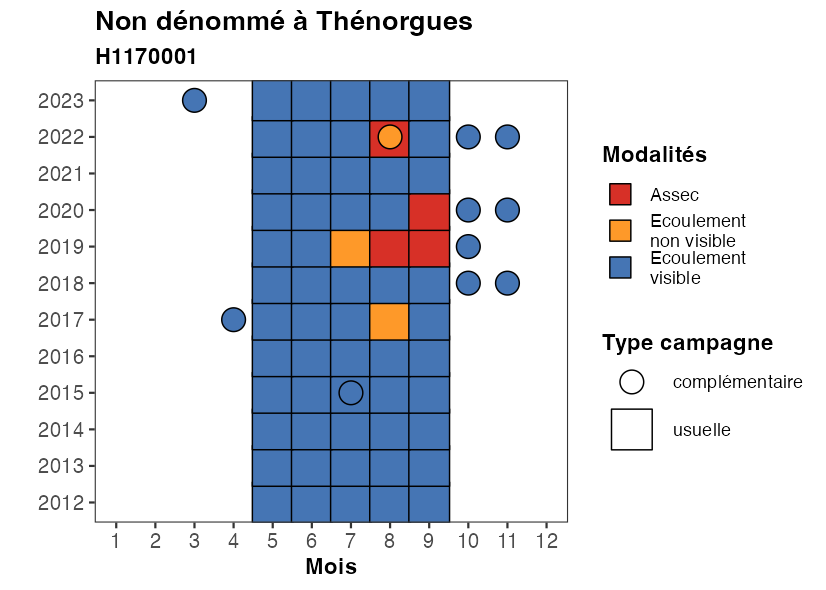 Non dénommé à Thénorgues
H1170001
2023
2022
2021
2020
2019
2018
2017
2016
2015
2014
2013
2012
1 2 3 4 5 6 7 8 9 10 11 12
Mois
Modalités
Assec
Ecoulement
non visible
Ecoulement
visible
Type campagne
complémentaire
usuelle